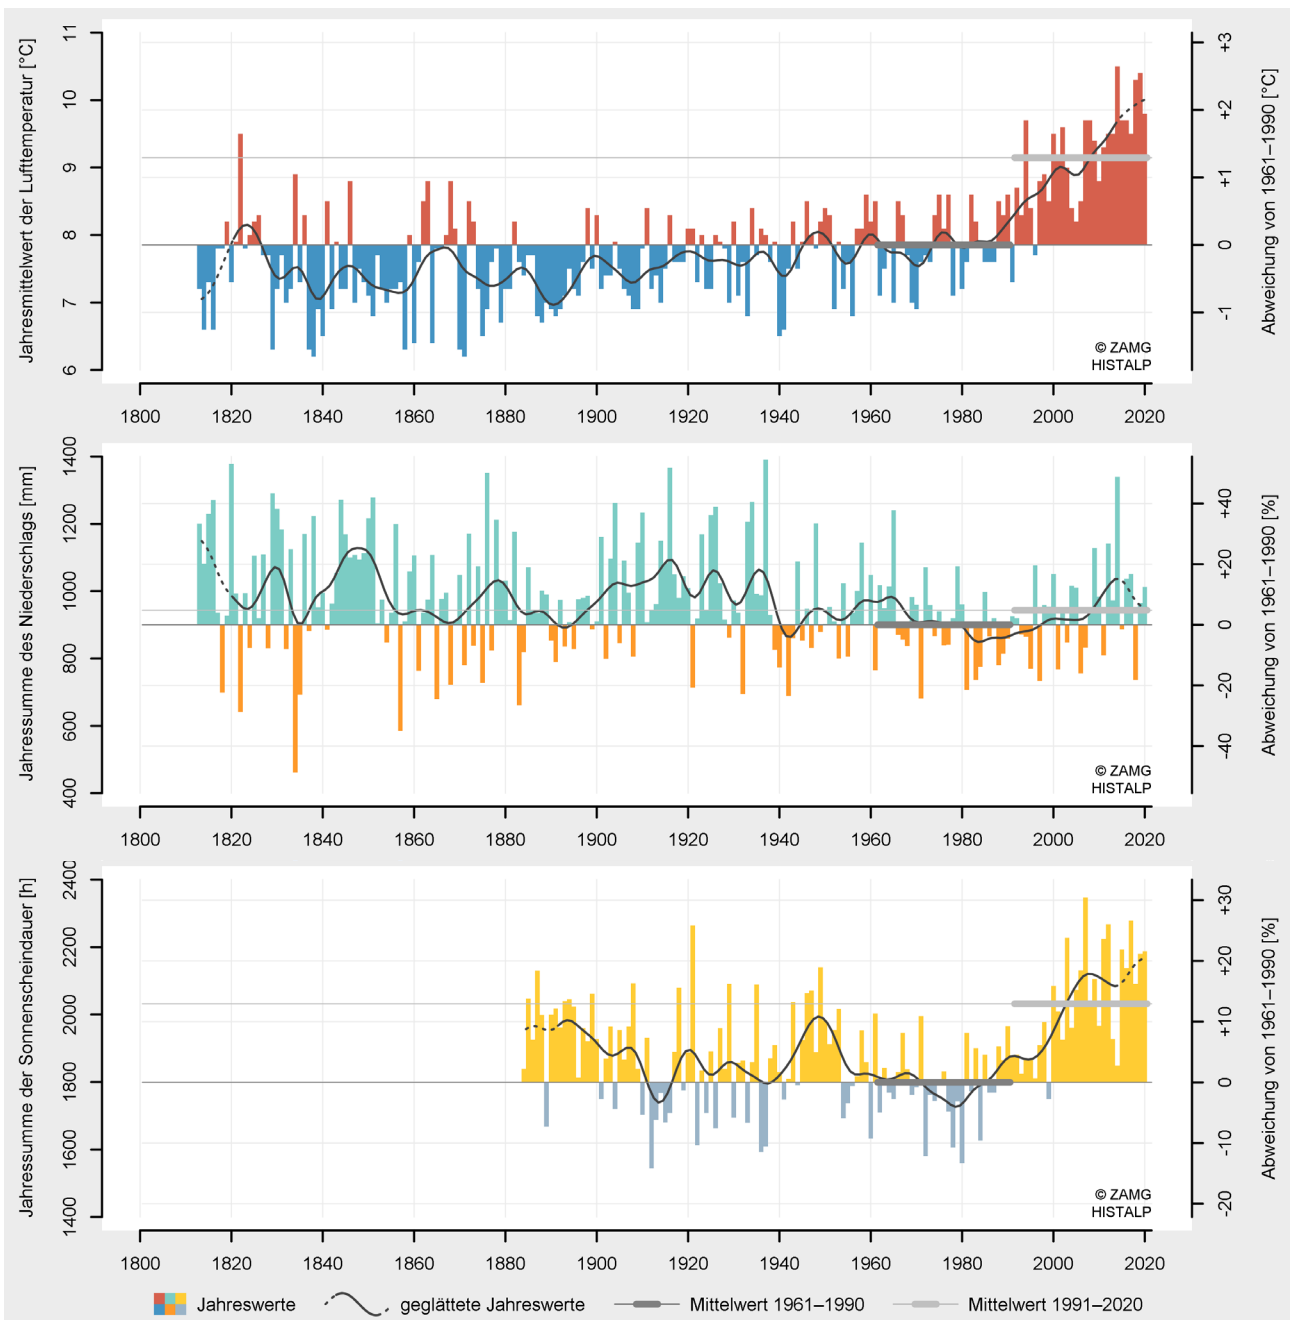 Jahresmittelwert der Lufttemperatur [°C]
11
10
9
8
7
6
+3
+2
+1
0
-1
Abweichung von 1961–1990 [°C]
© ZAMG
HISTALP
1800 1820 1840 1860 1880 1900 1920 1940 1960 1980 2000 2020
Jahressumme des Niederschlags [mm]
1400
1200
1000
800
600
400
+40
+20
0
-20
-40
Abweichung von 1961–1990 [%]
© ZAMG
HISTALP
1800 1820 1840 1860 1880 1900 1920 1940 1960 1980 2000 2020
Jahressumme der Sonnenscheindauer [h]
2400
2200
2000
1800
1600
1400
+30
+20
+10
0
-10
-20
Abweichung von 1961–1990 [%]
© ZAMG
HISTALP
1800 1820 1840 1860 1880 1900 1920 1940 1960 1980 2000 2020
Jahreswerte geglättete Jahreswerte Mittelwert 1961–1990 Mittelwert 1991–2020